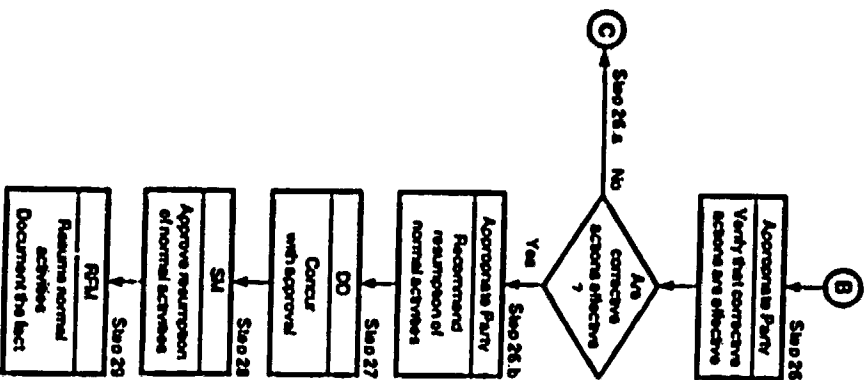 B
Step 26
Appropriate Party
Verify that corrective
actions are effective
Are
corrective
actions effective
?
No
Step 26.a
C
Yes
Step 26.b
Appropriate Party
Recommend
resumption of
normal activities
Step 27
DO
Concur
with approval
Step 28
SM
Approve resumption
of normal activities
Step 29
RFM
Resume normal
activities
Document the fact